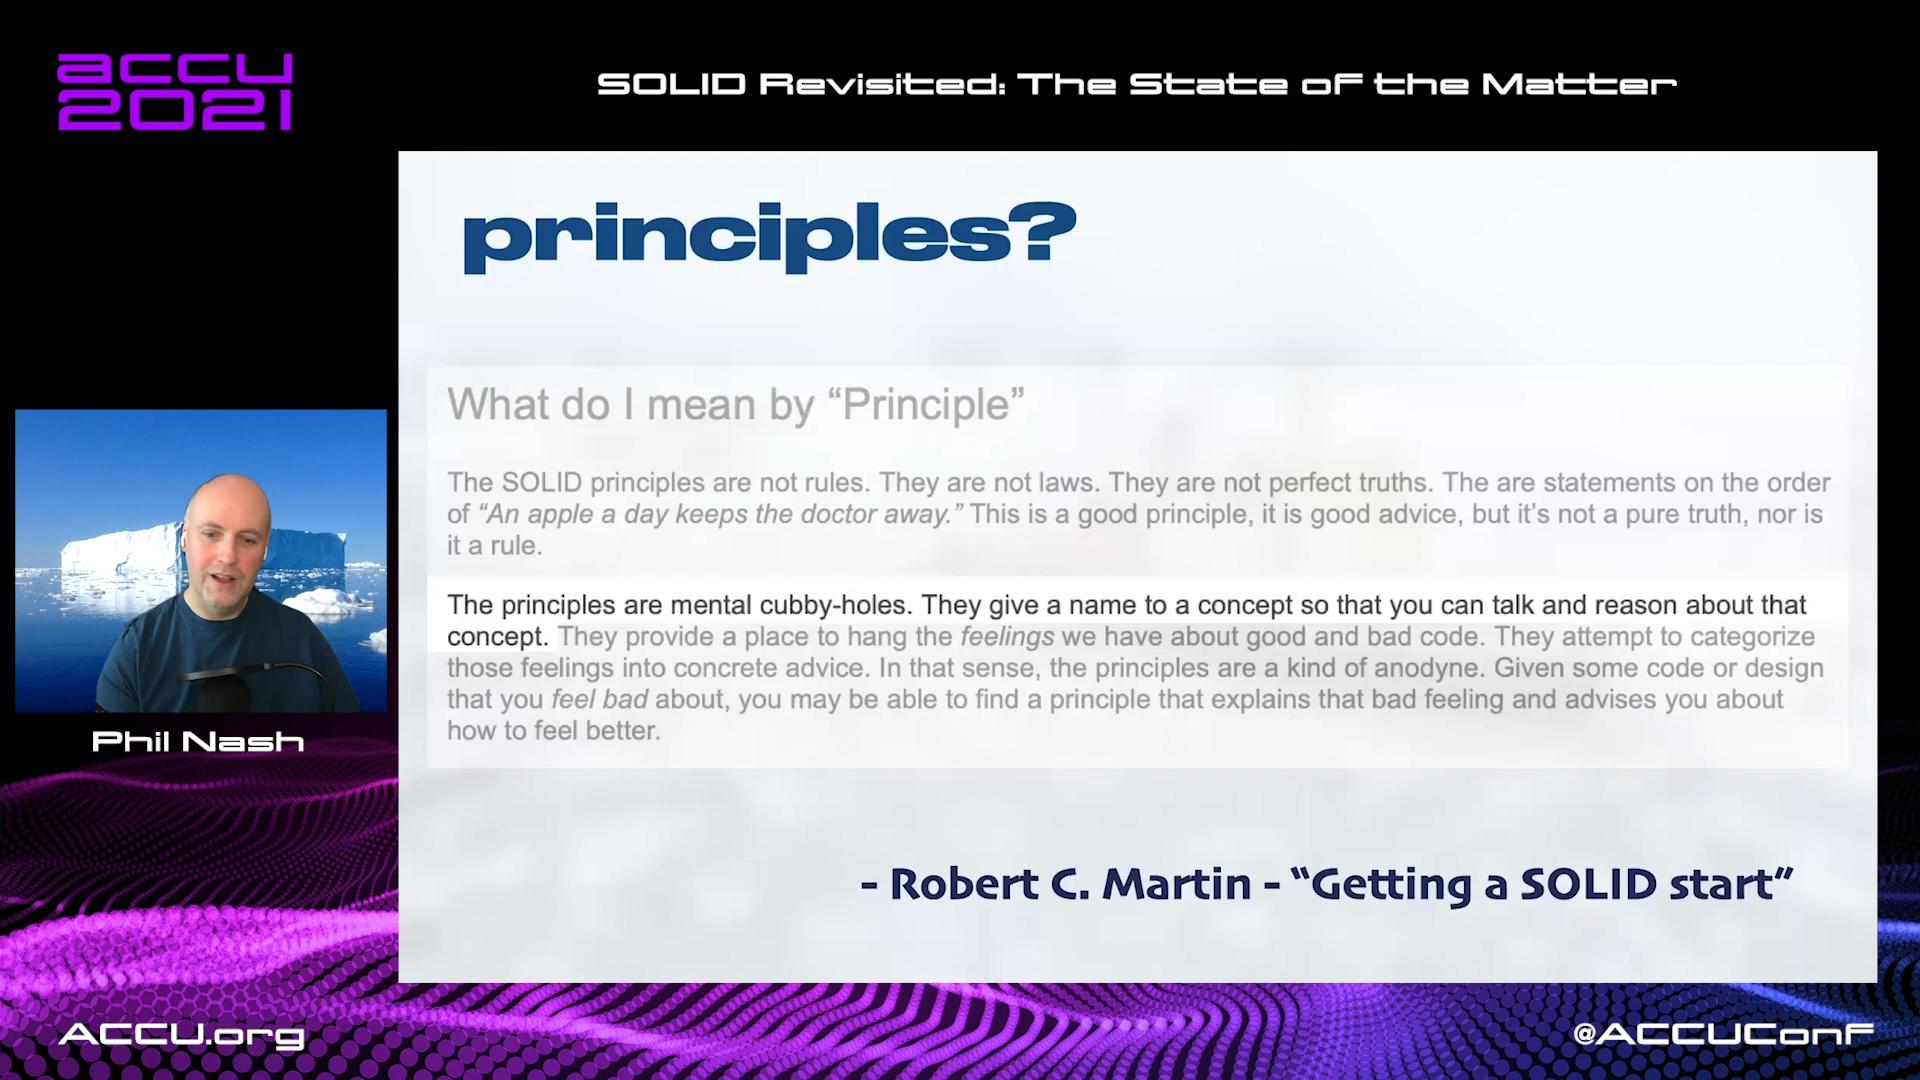 accu
2021
SOLID Revisited: The State of the Matter
principles?
What do I mean by “Principle”
The SOLID principles are not rules. They are not laws. They are not perfect truths. The are statements on the order
of “An apple a day keeps the doctor away.” This is a good principle, it is good advice, but it’s not a pure truth, nor is
it a rule.
The principles are mental cubby-holes. They give a name to a concept so that you can talk and reason about that
concept. They provide a place to hang the feelings we have about good and bad code. They attempt to categorize
those feelings into concrete advice. In that sense, the principles are a kind of anodyne. Given some code or design
that you feel bad about, you may be able to find a principle that explains that bad feeling and advises you about
how to feel better.
- Robert C. Martin - “Getting a SOLID start”
Phil Nash
ACCU.org
@ACCUConf